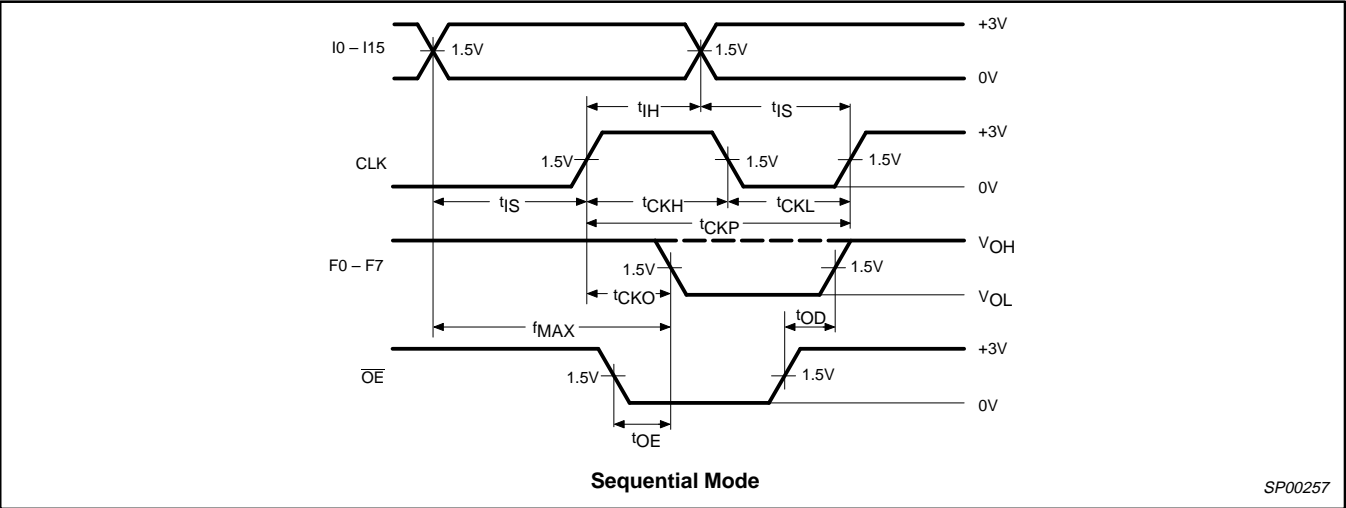 +3V
I0 – I15
1.5V
1.5V
0V
tIH
tIS
+3V
CLK
1.5V
1.5V
1.5V
0V
tIS
tCKH
tCKL
tCKP
VOH
F0 – F7
1.5V
1.5V
tCKO
VOL
fMAX
tOD
+3V
OE
1.5V
1.5V
0V
tOE
Sequential Mode
SP00257